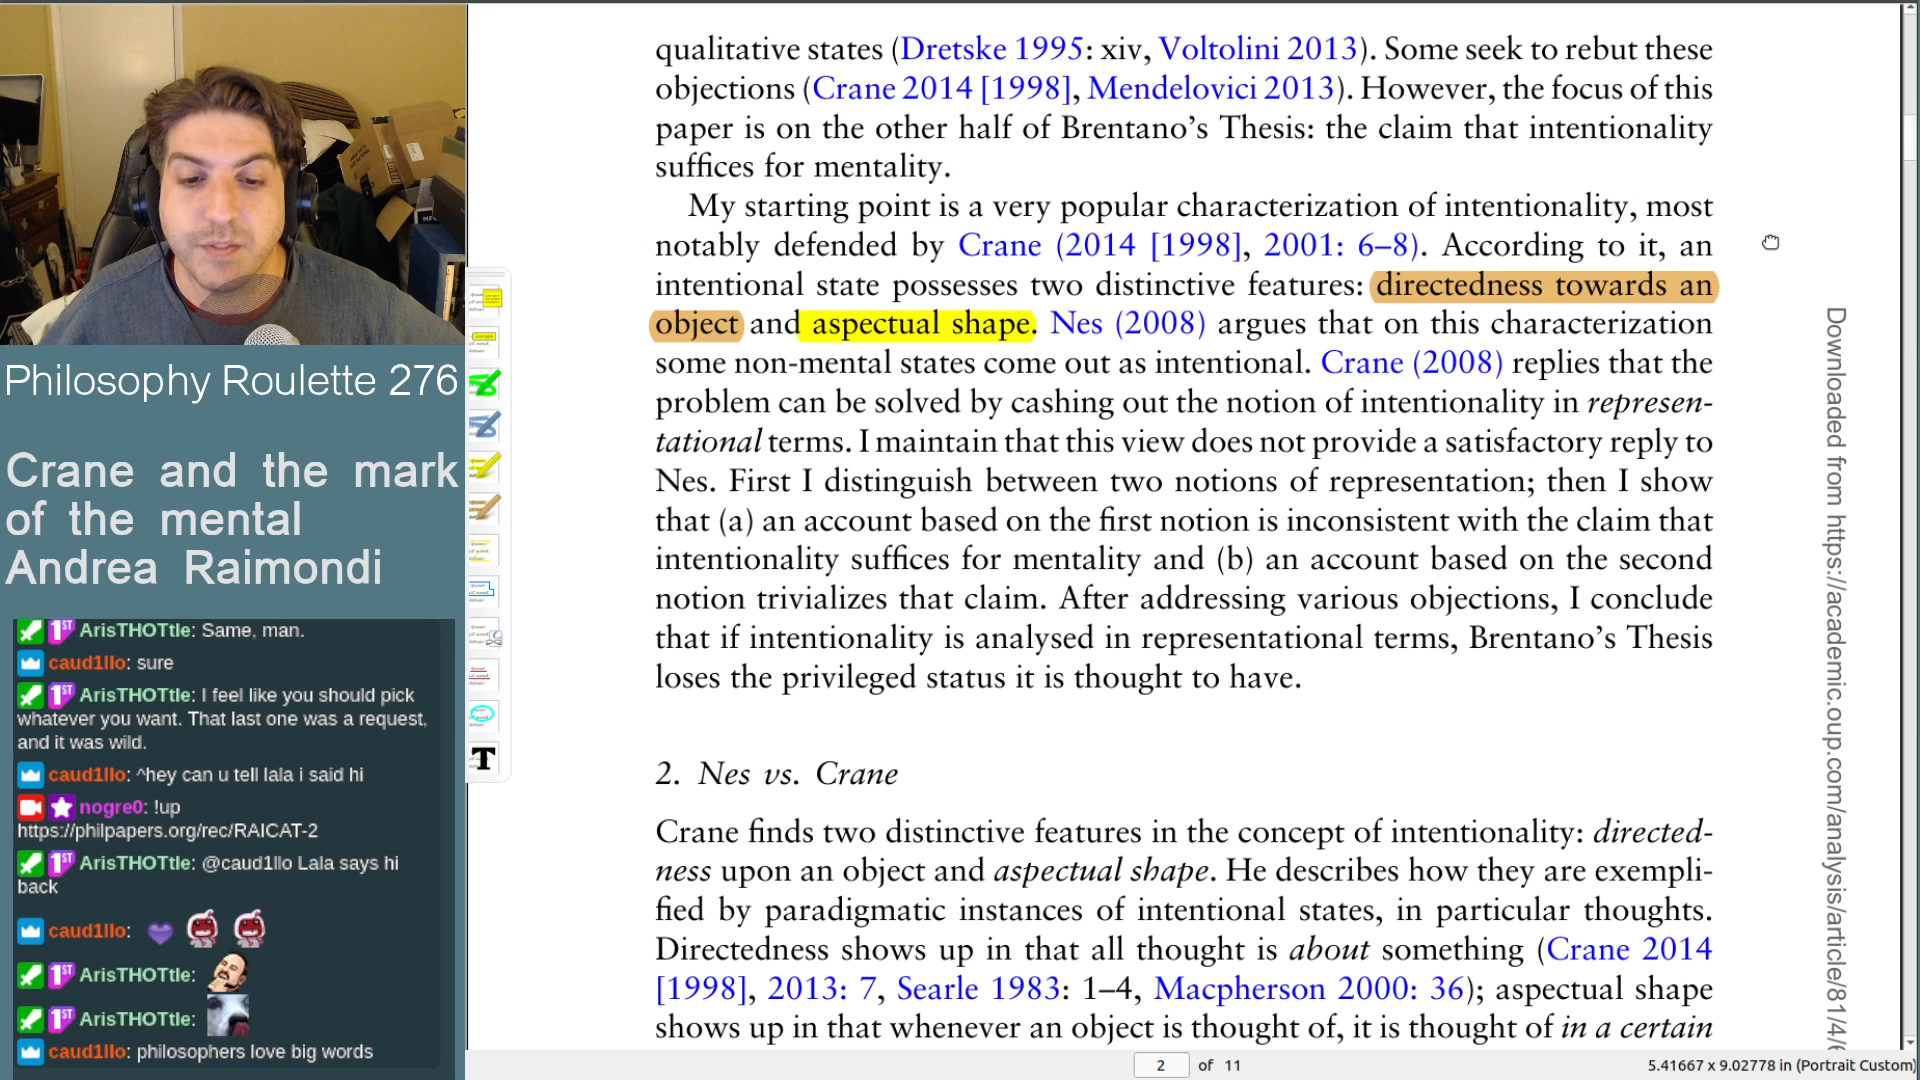 Philosophy Roulette 276
Crane and the mark
of the mental
Andrea Raimondi
ArisTHOTtle: Same, man.
caud1llo: sure
ArisTHOTtle: I feel like you should pick
whatever you want. That last one was a request,
and it was wild.
caud1llo: ^hey can u tell lala i said hi
nogre0: !up
https://philpapers.org/rec/RAICAT-2
ArisTHOTtle: @caud1llo Lala says hi
back
caud1llo:
ArisTHOTtle:
ArisTHOTtle:
caud1llo: philosophers love big words
qualitative states (Dretske 1995: xiv, Voltolini 2013). Some seek to rebut these
objections (Crane 2014 [1998], Mendelovici 2013). However, the focus of this
paper is on the other half of Brentano’s Thesis: the claim that intentionality
suffices for mentality.
My starting point is a very popular characterization of intentionality, most
notably defended by Crane (2014 [1998], 2001: 6–8). According to it, an
intentional state possesses two distinctive features: directedness towards an
object and aspectual shape. Nes (2008) argues that on this characterization
some non-mental states come out as intentional. Crane (2008) replies that the
problem can be solved by cashing out the notion of intentionality in represen-
tational terms. I maintain that this view does not provide a satisfactory reply to
Nes. First I distinguish between two notions of representation; then I show
that (a) an account based on the first notion is inconsistent with the claim that
intentionality suffices for mentality and (b) an account based on the second
notion trivializes that claim. After addressing various objections, I conclude
that if intentionality is analysed in representational terms, Brentano’s Thesis
loses the privileged status it is thought to have.
2. Nes vs. Crane
Crane finds two distinctive features in the concept of intentionality: directed-
ness upon an object and aspectual shape. He describes how they are exempli-
fied by paradigmatic instances of intentional states, in particular thoughts.
Directedness shows up in that all thought is about something (Crane 2014
[1998], 2013: 7, Searle 1983: 1–4, Macpherson 2000: 36); aspectual shape
shows up in that whenever an object is thought of, it is thought of in a certain
Downloaded from https://academic.oup.com/analysis/article/81/4/
2 of 11
5.41667 x 9.02778 in (Portrait Custom)